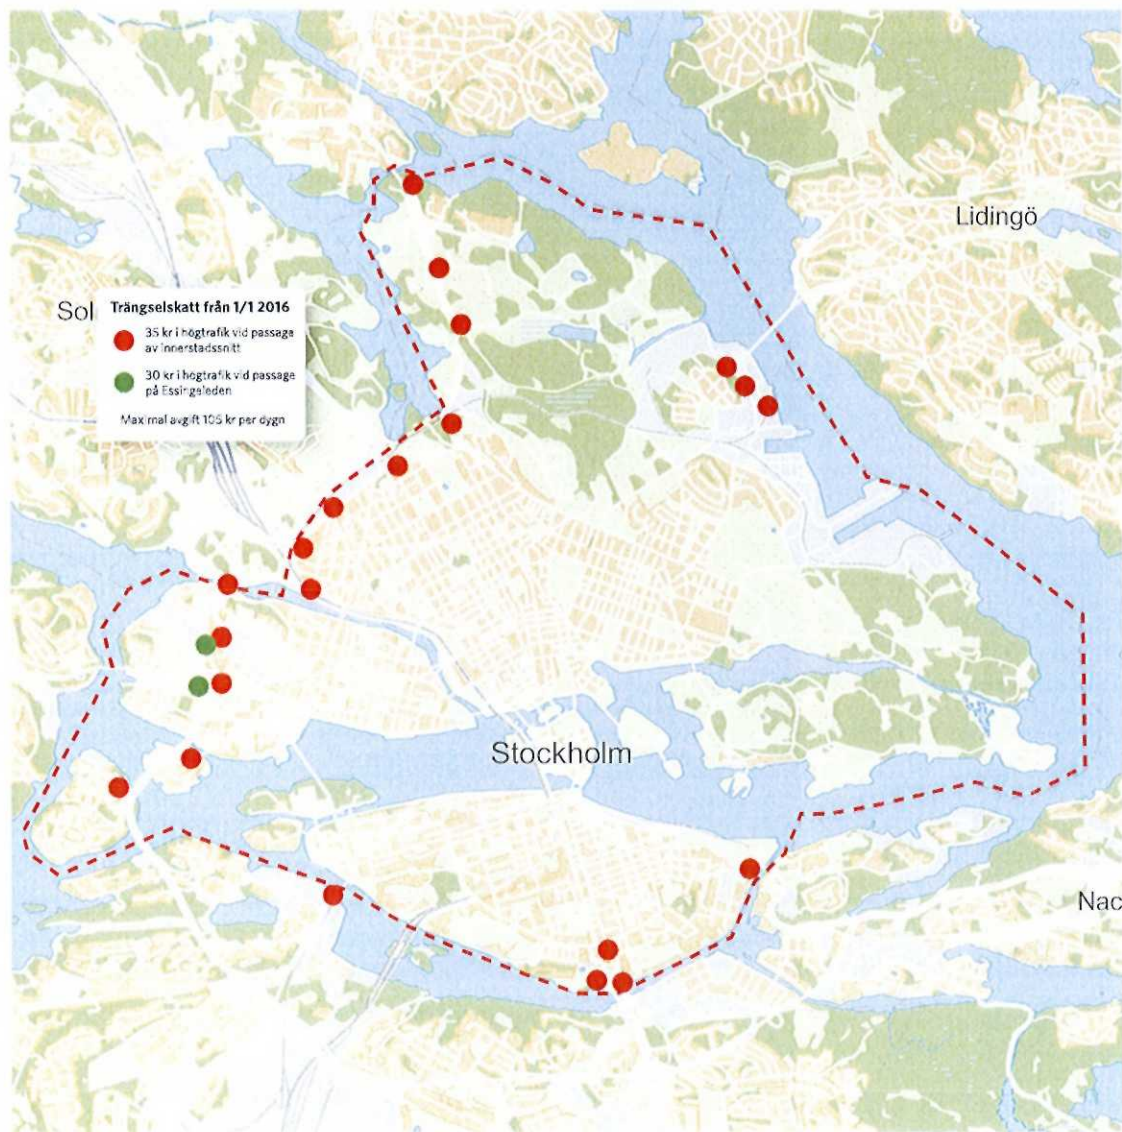 Lidingö
Sol
Trängselskatt från 1/1 2016
35 kr i högtrafik vid passage
av innerstadssnitt
30 kr i högtrafik vid passage
på Essingeleden
Maximal avgift 105 kr per dygn
Stockholm
Nac